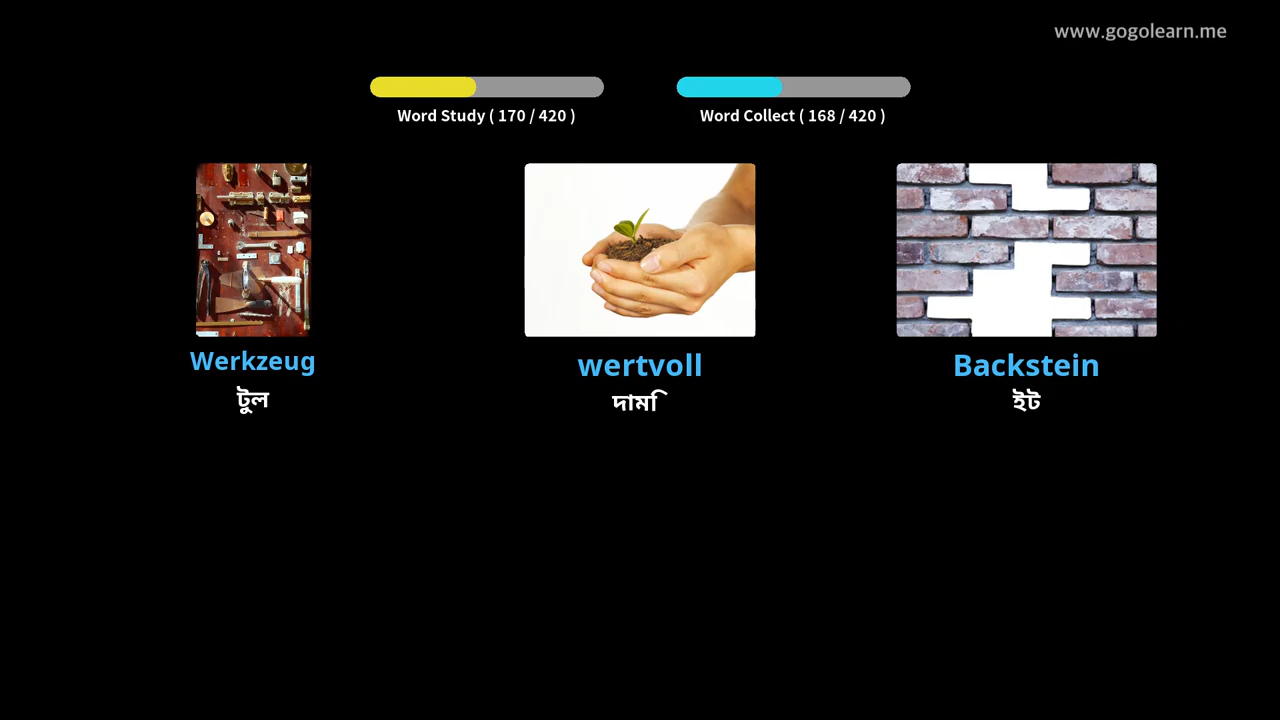 www.gogolearn.me
Word Study ( 170 / 420 )
Word Collect ( 168 / 420 )
Werkzeug
টুল
wertvoll
দামি
Backstein
ইট